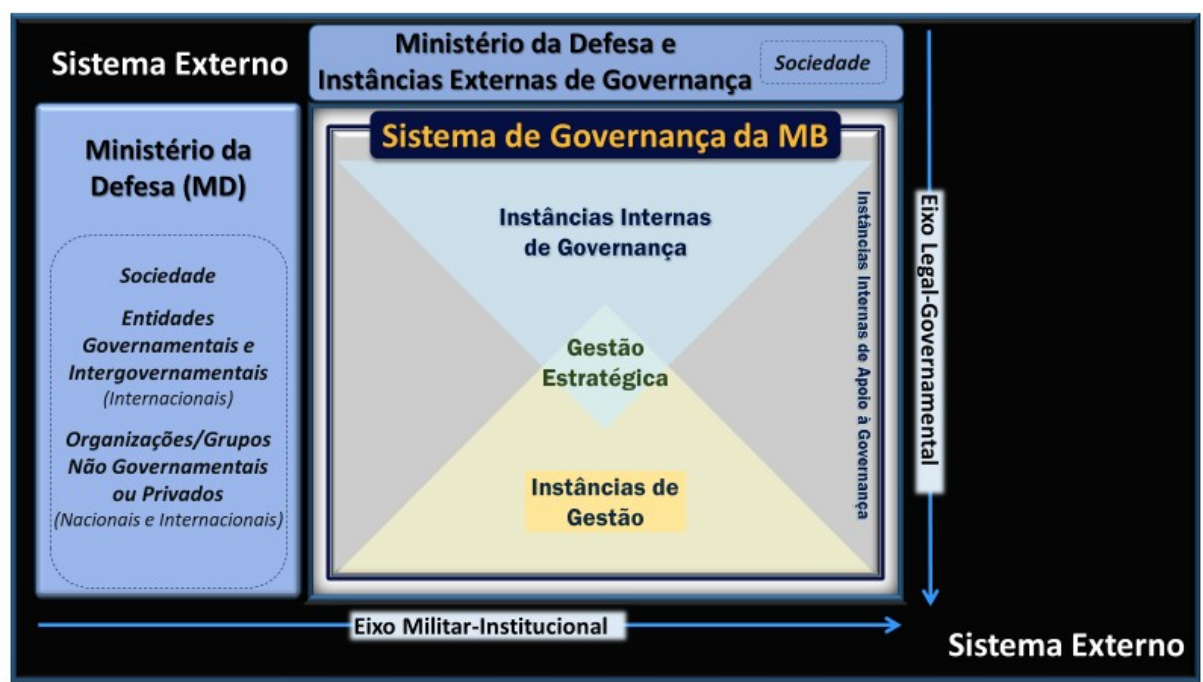 Sistema Externo
Ministério da Defesa e
Instâncias Externas de Governança
Sociedade
Ministério da
Defesa (MD)
Sociedade
Entidades
Governamentais e
Intergovernamentais
(Internacionais)
Organizações/Grupos
Não Governamentais
ou Privados
(Nacionais e Internacionais)
Sistema de Governança da MB
Instâncias Internas
de Governança
Gestão
Estratégica
Instâncias de
Gestão
Instâncias Internas de Apoio à Governança
Eixo Legal-Governamental
Eixo Militar-Institucional
Sistema Externo